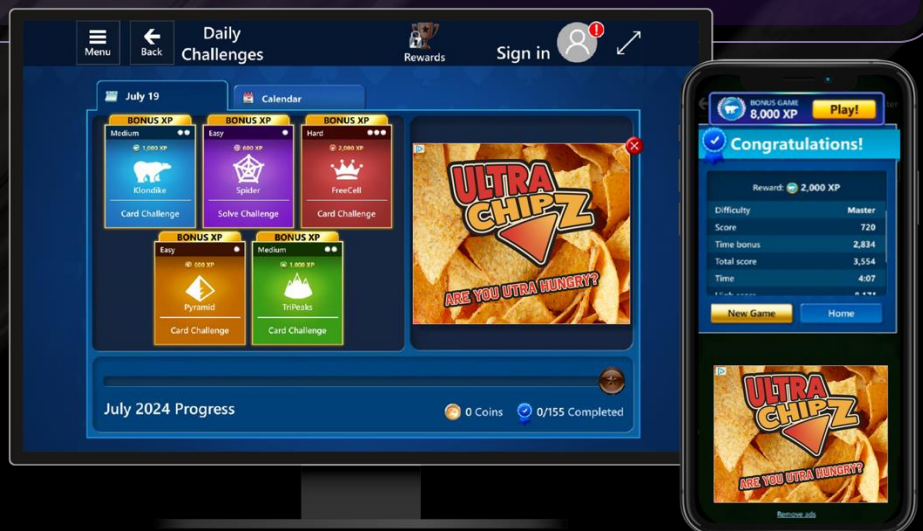 Menu
Back
Daily
Challenges
Rewards
Sign in
!
July 19
Calendar
BONUS XP
Medium
1,000 XP
Klondike
Card Challenge
BONUS XP
Easy
600 XP
Spider
Solve Challenge
BONUS XP
Hard
2,000 XP
FreeCell
Card Challenge
BONUS XP
Easy
600 XP
Pyramid
Card Challenge
BONUS XP
Medium
1,000 XP
TriPeaks
Card Challenge
ULTRA
CHIPZ
ARE YOU UTRA HUNGRY?
July 2024 Progress
0 Coins
0/155 Completed
BONUS GAME
8,000 XP
Play!
Congratulations!
Reward: 2,000 XP
Difficulty Master
Score 720
Time bonus 2,834
Total score 3,554
Time 4:07
New Game
Home
ULTRA
CHIPZ
ARE YOU UTRA HUNGRY?
Remove ads